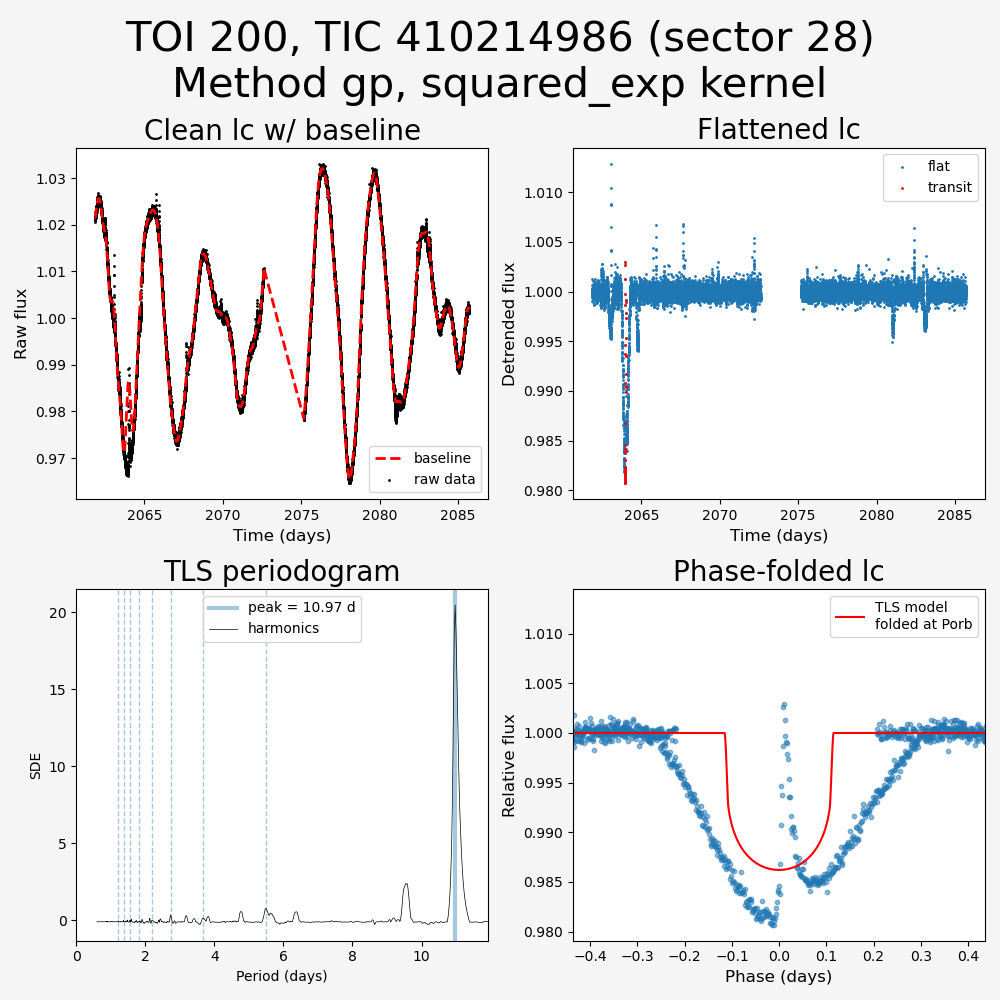 TOI 200, TIC 410214986 (sector 28)
Method gp, squared_exp kernel
Clean lc w/ baseline
Raw flux
1.03
1.02
1.01
1.00
0.99
0.98
0.97
baseline
raw data
2065
2070
2075
2080
2085
Time (days)
Flattened lc
Detrended flux
1.010
1.005
1.000
0.995
0.990
0.985
0.980
flat
transit
2065
2070
2075
2080
2085
Time (days)
TLS periodogram
SDE
20
15
10
5
0
peak = 10.97 d
harmonics
0
2
4
6
8
10
Period (days)
Phase-folded lc
Relative flux
1.010
1.005
1.000
0.995
0.990
0.985
0.980
TLS model
folded at Porb
−0.4
−0.3
−0.2
−0.1
0.0
0.1
0.2
0.3
0.4
Phase (days)